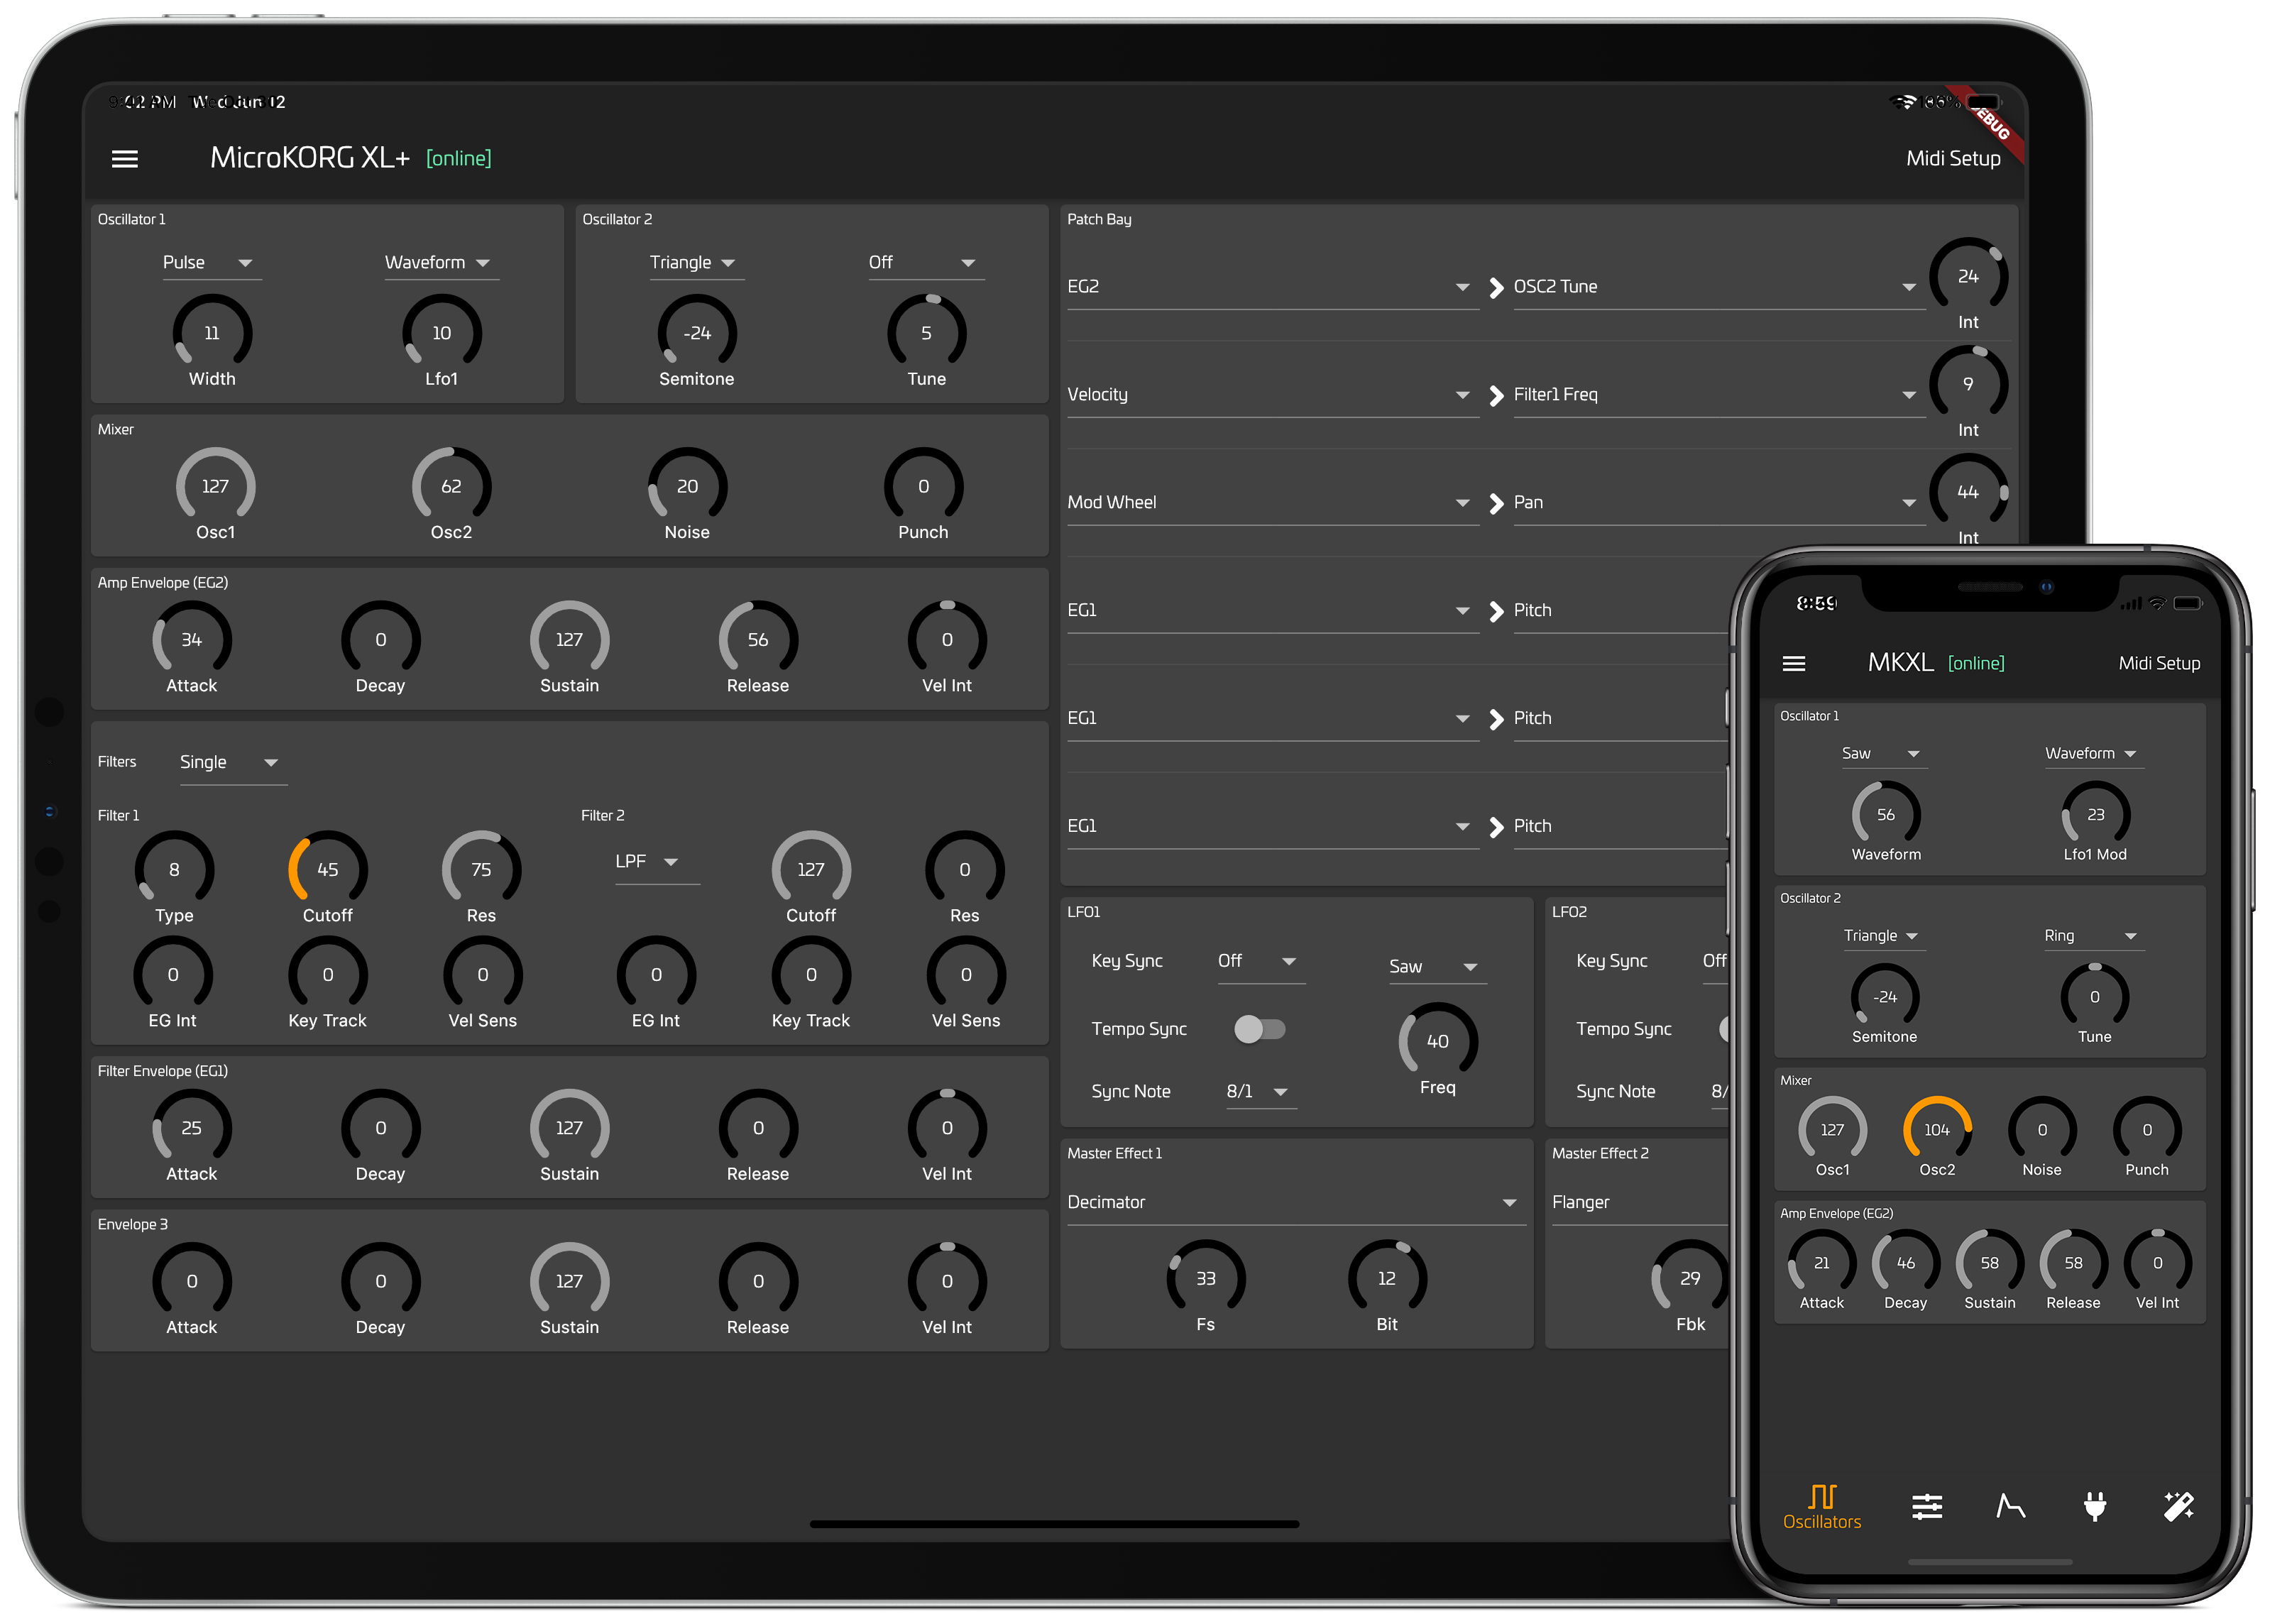 MicroKORG XL+ [online] Midi Setup
Oscillator 1
Pulse Waveform
11 10
Width Lfo1
Oscillator 2
Triangle Off
-24 5
Semitone Tune
Mixer
127 62 20 0
Osc1 Osc2 Noise Punch
Amp Envelope (EG2)
34 0 127 56 0
Attack Decay Sustain Release Vel Int
Filters Single
Filter 1
8 45 75
Type Cutoff Res
0 0 0
EG Int Key Track Vel Sens
Filter 2
LPF 127 0
Cutoff Res
0 0 0
EG Int Key Track Vel Sens
Filter Envelope (EG1)
25 0 127 0 0
Attack Decay Sustain Release Vel Int
Envelope 3
0 0 127 0 0
Attack Decay Sustain Release Vel Int
Patch Bay
EG2 OSC2 Tune 24
Int
Velocity Filter1 Freq 9
Int
Mod Wheel Pan 44
Int
EG1 Pitch
EG1 Pitch
EG1 Pitch
LFO1
Key Sync Off Saw
Tempo Sync 40
Sync Note 8/1 Freq
LFO2
Key Sync Off
Tempo Sync
Sync Note 8/
Master Effect 1
Decimator
33 12
Fs Bit
Master Effect 2
Flanger
29
Fbk
8:59
MKXL [online] Midi Setup
Oscillator 1
Saw Waveform
56 23
Waveform Lfo1 Mod
Oscillator 2
Triangle Ring
-24 0
Semitone Tune
Mixer
127 104 0 0
Osc1 Osc2 Noise Punch
Amp Envelope (EG2)
21 46 58 58 0
Attack Decay Sustain Release Vel Int
Oscillators